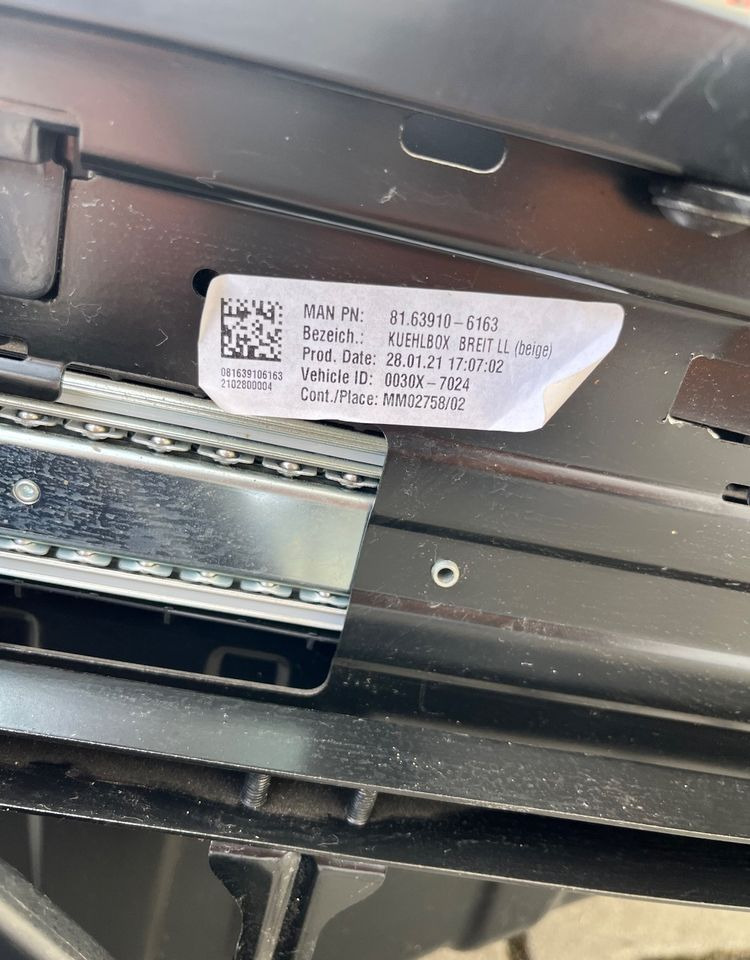 MAN PN: 81.63910-6163
Bezeich.: KUEHLBOX BREIT LL (beige)
Prod. Date: 28.01.21 17:07:02
Vehicle ID: 0030X-7024
Cont./Place: MM02758/02
081639106163
2102800004